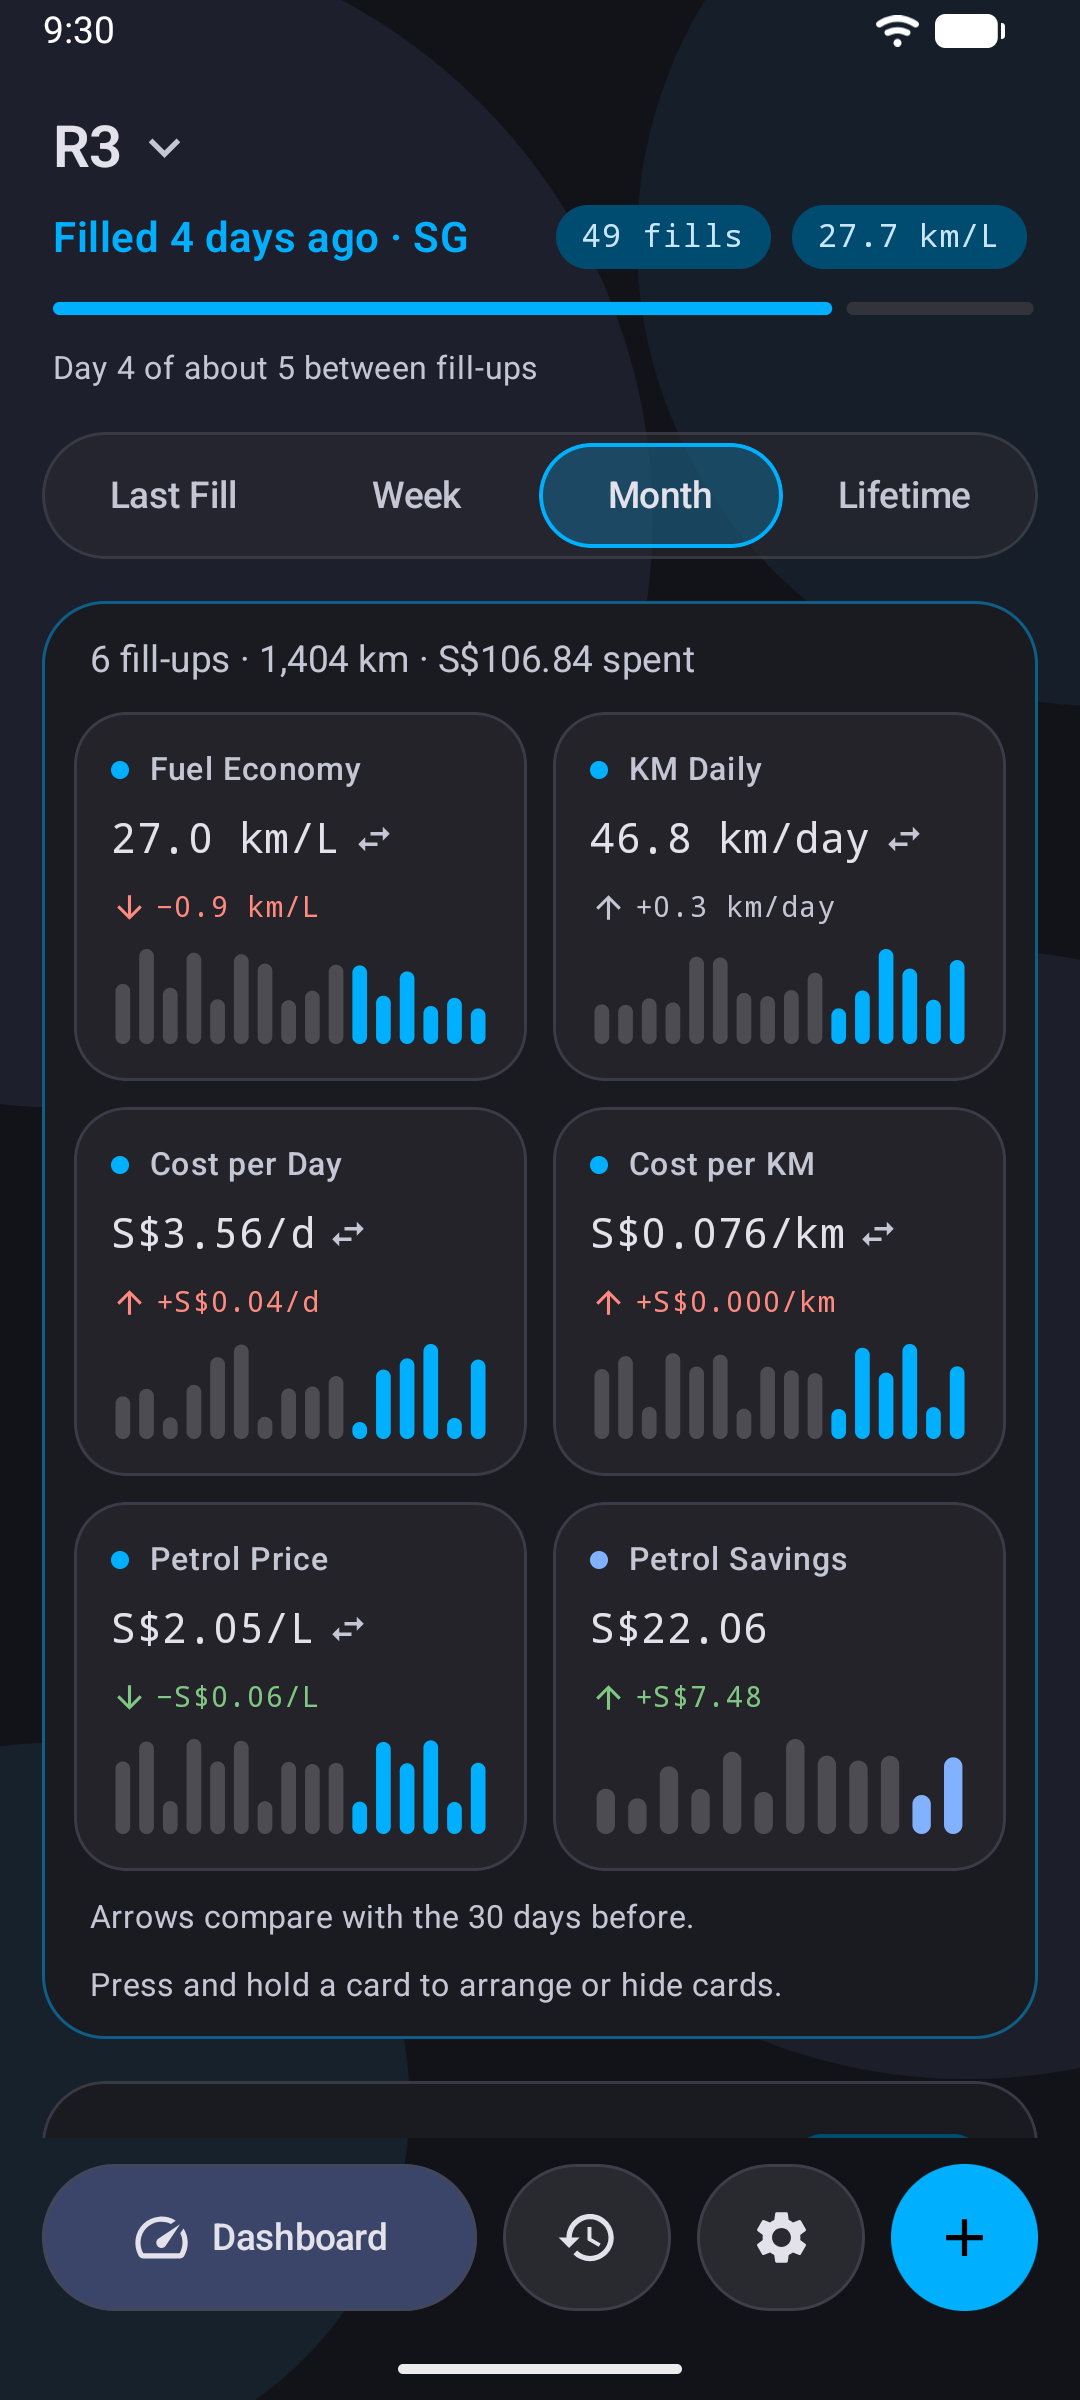 9:30
R3
Filled 4 days ago · SG
49 fills
27.7 km/L
Day 4 of about 5 between fill-ups
Last Fill
Week
Month
Lifetime
6 fill-ups · 1,404 km · S$106.84 spent
Fuel Economy
27.0 km/L
−0.9 km/L
KM Daily
46.8 km/day
+0.3 km/day
Cost per Day
S$3.56/d
+S$0.04/d
Cost per KM
S$0.076/km
+S$0.000/km
Petrol Price
S$2.05/L
−S$0.06/L
Petrol Savings
S$22.06
+S$7.48
Arrows compare with the 30 days before.
Press and hold a card to arrange or hide cards.
Dashboard